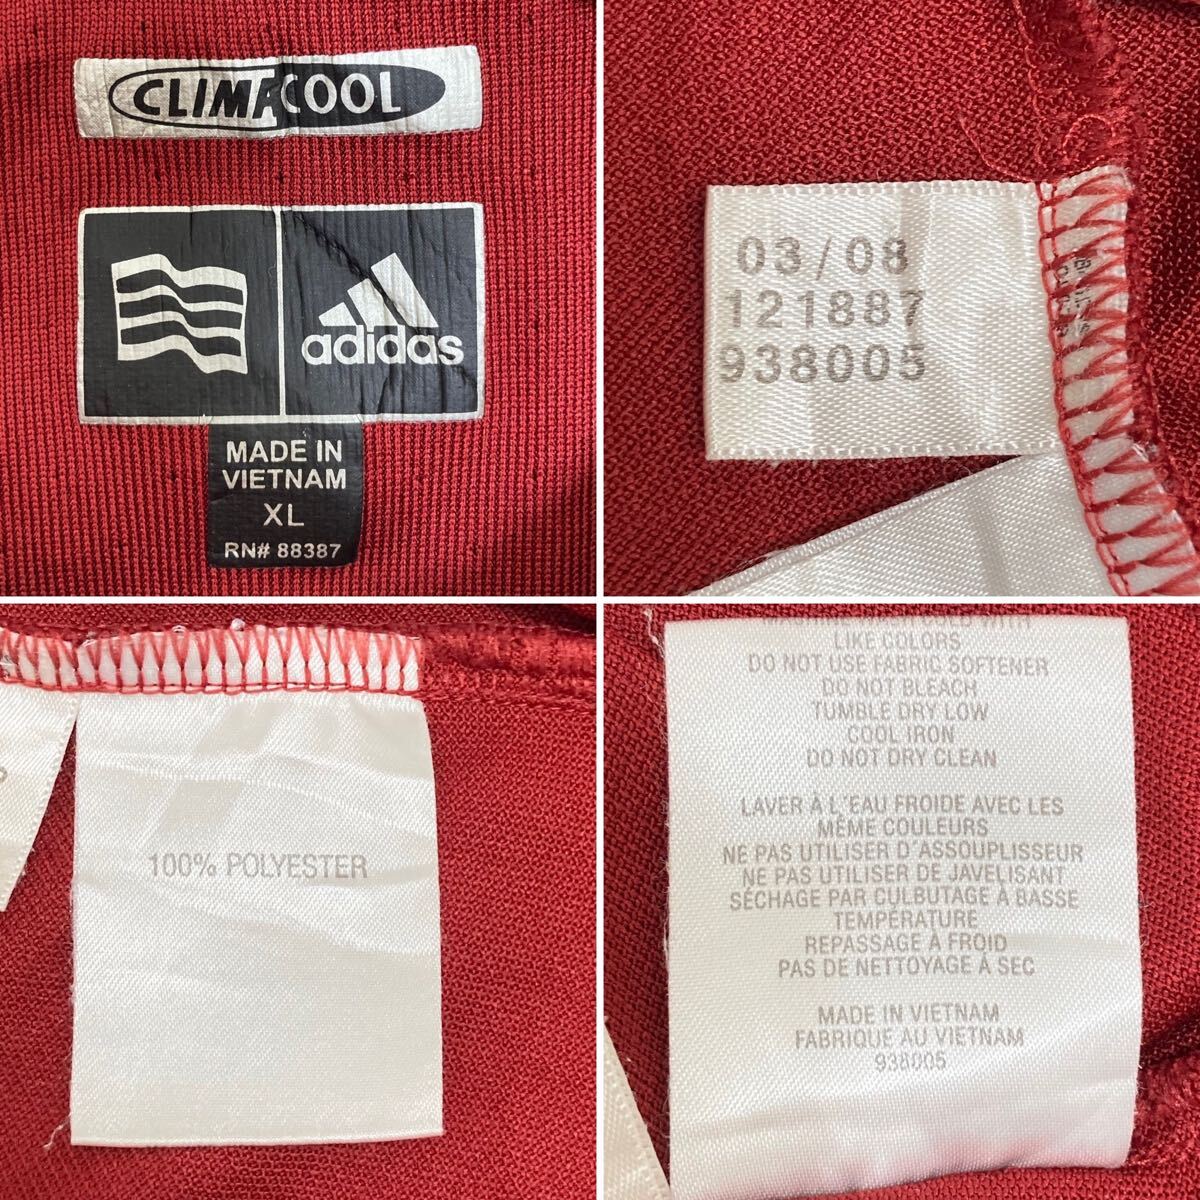 CLIMACOOL
adidas
MADE IN
VIETNAM
XL
RN# 88387
03/08
121887
938005
100% POLYESTER
LIKE COLORS
DO NOT USE FABRIC SOFTENER
DO NOT BLEACH
TUMBLE DRY LOW
COOL IRON
DO NOT DRY CLEAN
LAVER À L'EAU FROIDE AVEC LES
MÊME COULEURS
NE PAS UTILISER D'ASSOUPLISSEUR
NE PAS UTILISER DE JAVELISANT
SÉCHAGE PAR CULBUTAGE À BASSE
TEMPÉRATURE
REPASSAGE À FROID
PAS DE NETTOYAGE À SEC
MADE IN VIETNAM
FABRIQUE AU VIETNAM
938005